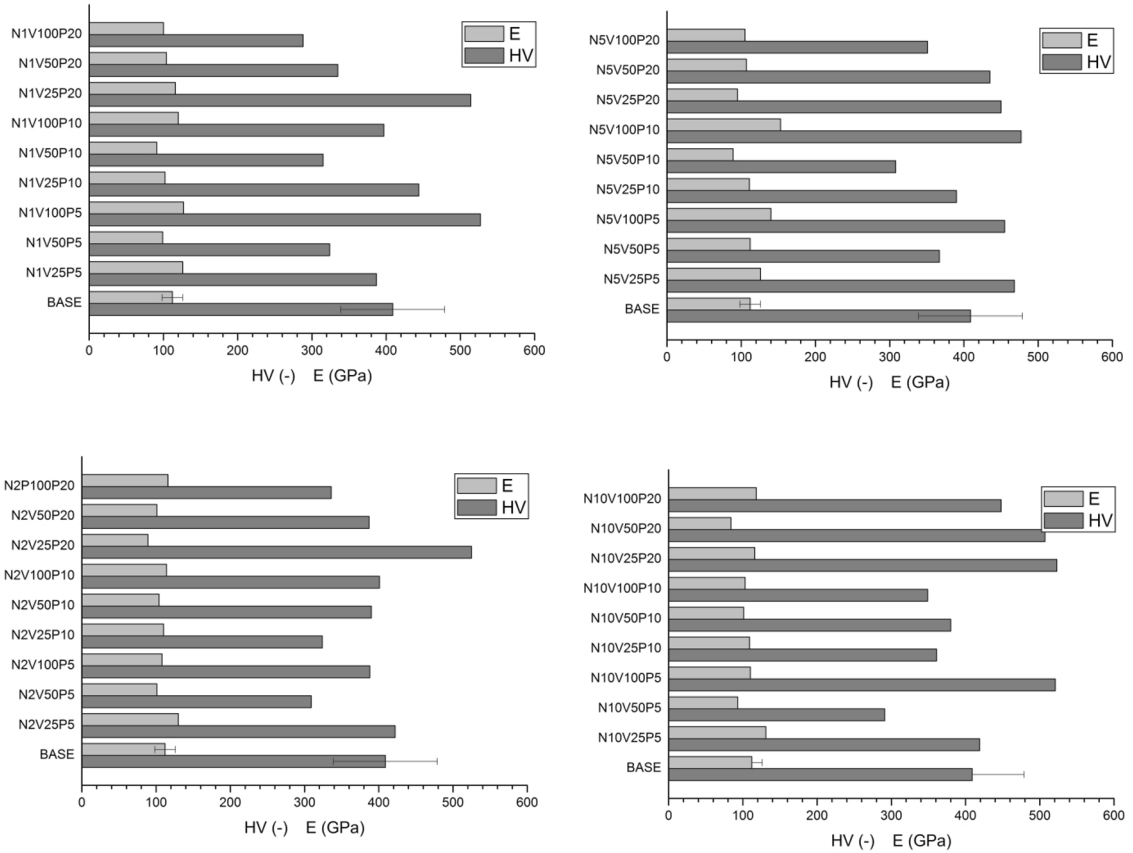 N1V100P20
N1V50P20
N1V25P20
N1V100P10
N1V50P10
N1V25P10
N1V100P5
N1V50P5
N1V25P5
BASE
E
HV
0 100 200 300 400 500 600
HV (-) E (GPa)
N5V100P20
N5V50P20
N5V25P20
N5V100P10
N5V50P10
N5V25P10
N5V100P5
N5V50P5
N5V25P5
BASE
E
HV
0 100 200 300 400 500 600
HV (-) E (GPa)
N2P100P20
N2V50P20
N2V25P20
N2V100P10
N2V50P10
N2V25P10
N2V100P5
N2V50P5
N2V25P5
BASE
E
HV
0 100 200 300 400 500 600
HV (-) E (GPa)
N10V100P20
N10V50P20
N10V25P20
N10V100P10
N10V50P10
N10V25P10
N10V100P5
N10V50P5
N10V25P5
BASE
E
HV
0 100 200 300 400 500 600
HV (-) E (GPa)